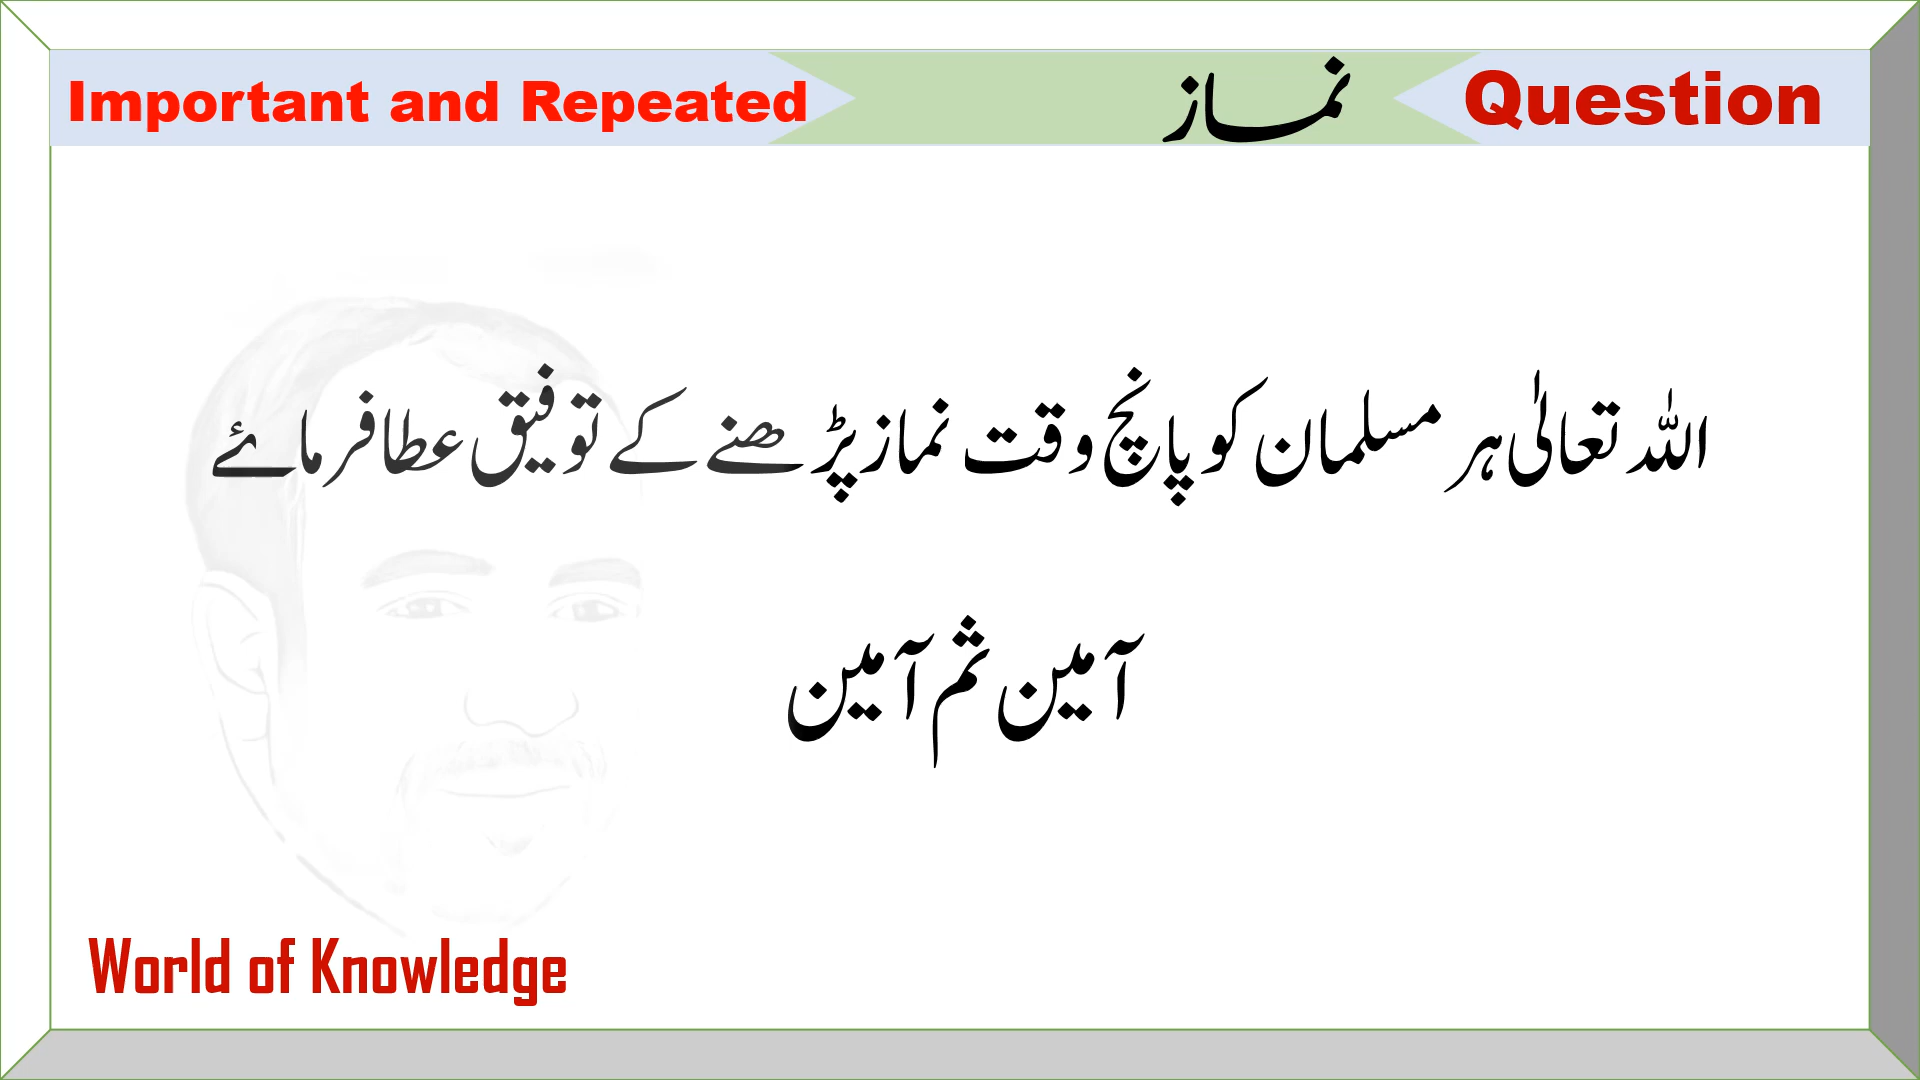 Important and Repeated نماز Question
اللہ تعالیٰ ہر مسلمان کو پانچ وقت نماز پڑھنے کے توفیق عطا فرمائے
آمین ثم آمین
World of Knowledge